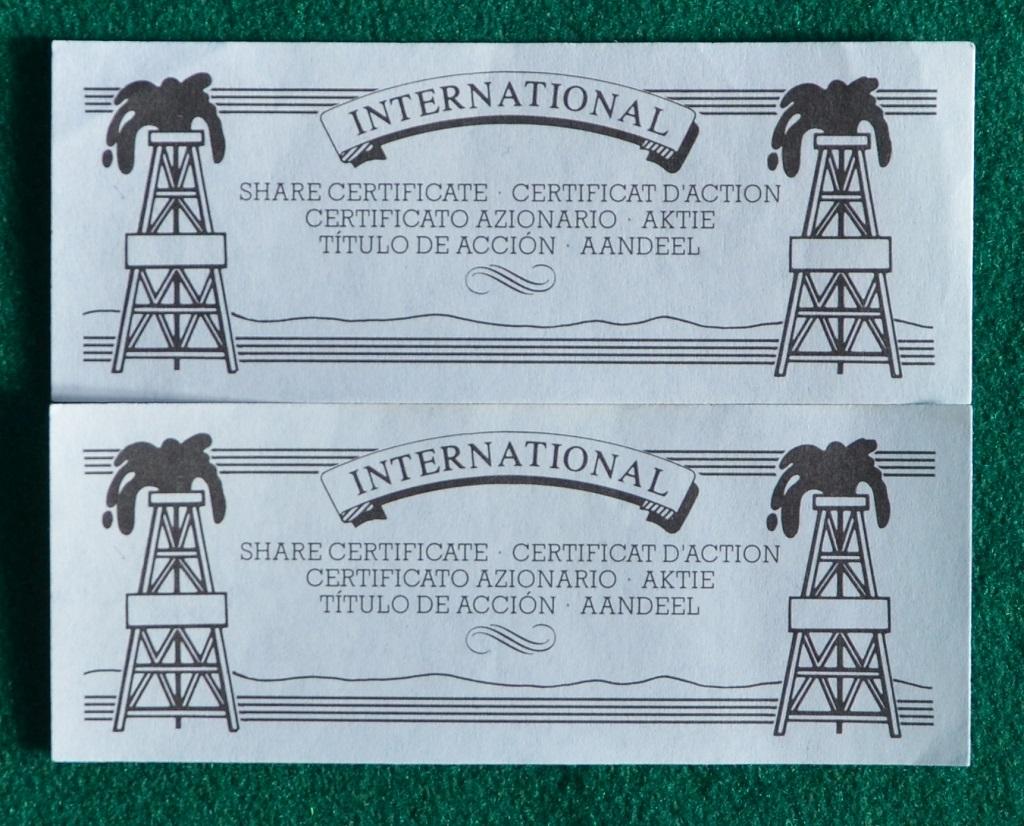 INTERNATIONAL
SHARE CERTIFICATE · CERTIFICAT D'ACTION
CERTIFICATO AZIONARIO · AKTIE
TÍTULO DE ACCIÓN · AANDEEL
INTERNATIONAL
SHARE CERTIFICATE · CERTIFICAT D'ACTION
CERTIFICATO AZIONARIO · AKTIE
TÍTULO DE ACCIÓN · AANDEEL